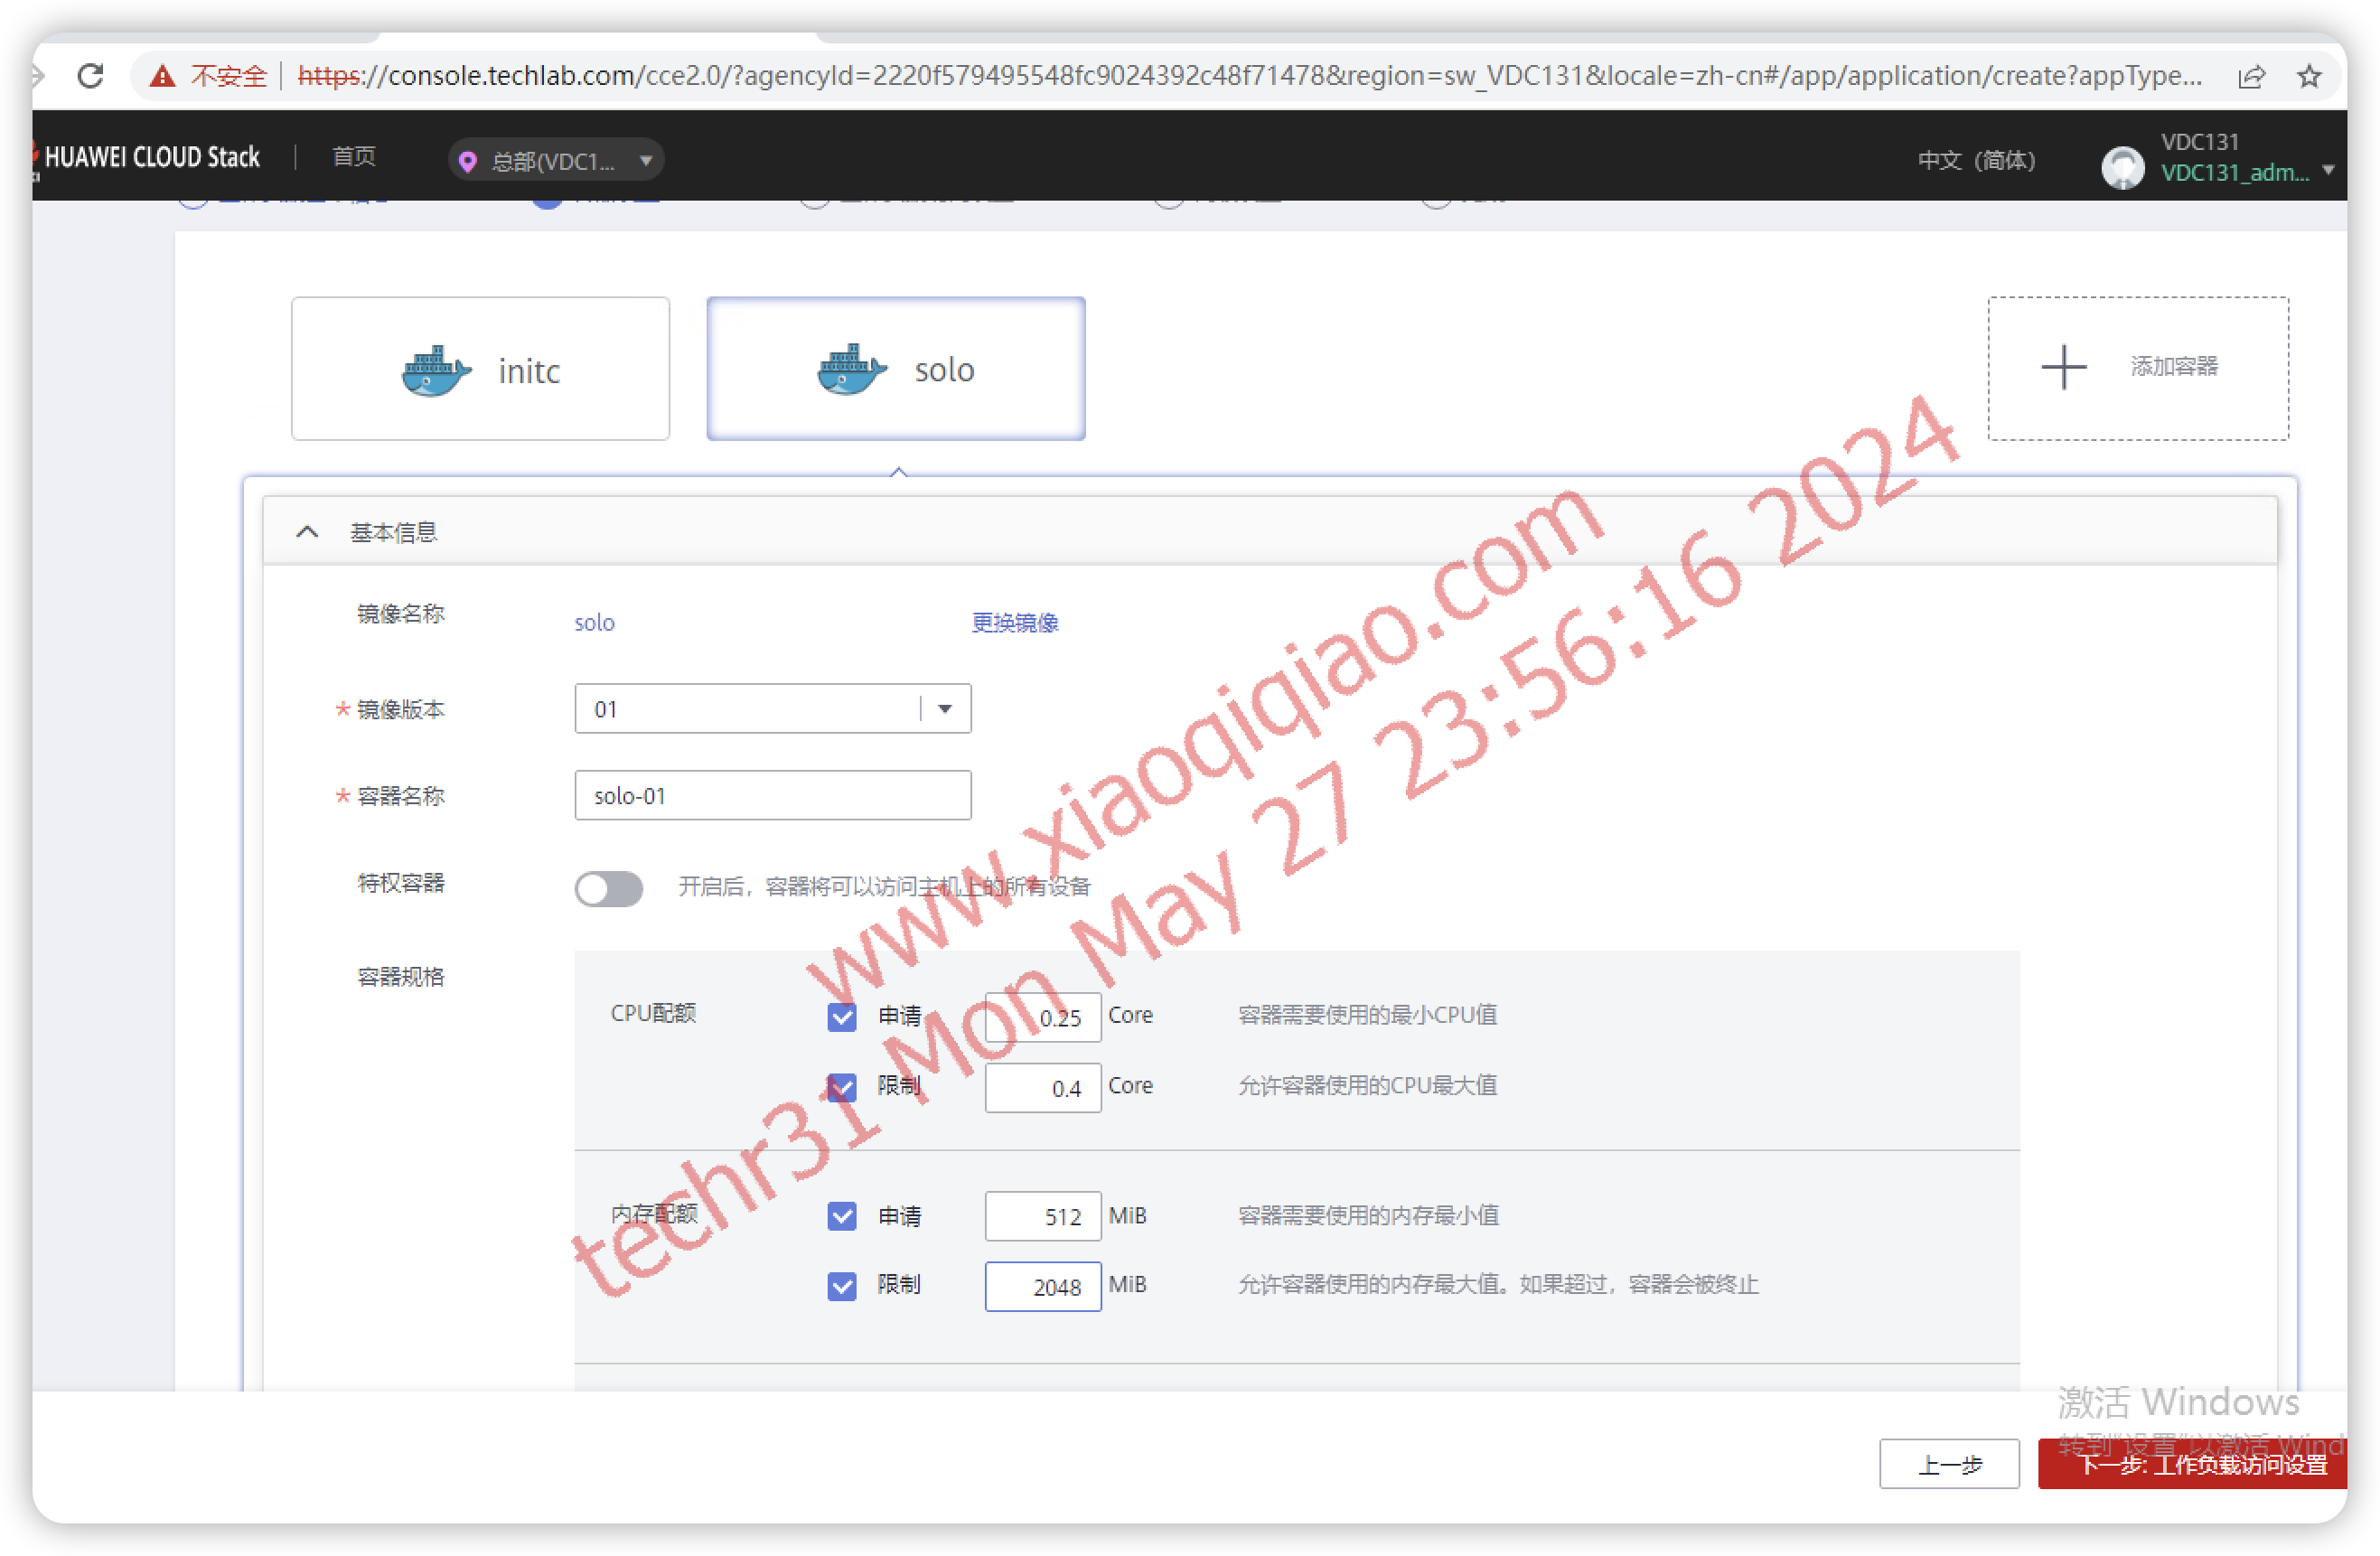 不安全 https://console.techlab.com/cce2.0/?agencyId=2220f579495548fc9024392c48f71478&region=sw_VDC131&locale=zh-cn#/app/application/create?appType...
HUAWEI CLOUD Stack 首页 总部(VDC1... 中文 (简体) VDC131
VDC131_adm...
initc
solo
添加容器
基本信息
镜像名称 solo 更换镜像
* 镜像版本 01
* 容器名称 solo-01
特权容器 开启后，容器将可以访问主机上的所有设备
容器规格
CPU配额 申请 0.25 Core 容器需要使用的最小CPU值
限制 0.4 Core 允许容器使用的CPU最大值
内存配额 申请 512 MiB 容器需要使用的内存最小值
限制 2048 MiB 允许容器使用的内存最大值。如果超过，容器会被终止
www.xiaoqiqiao.com
techr31 Mon May 27 23:56:16 2024
激活 Windows
转到"设置"以激活 Wind
上一步 下一步: 工作负载访问设置